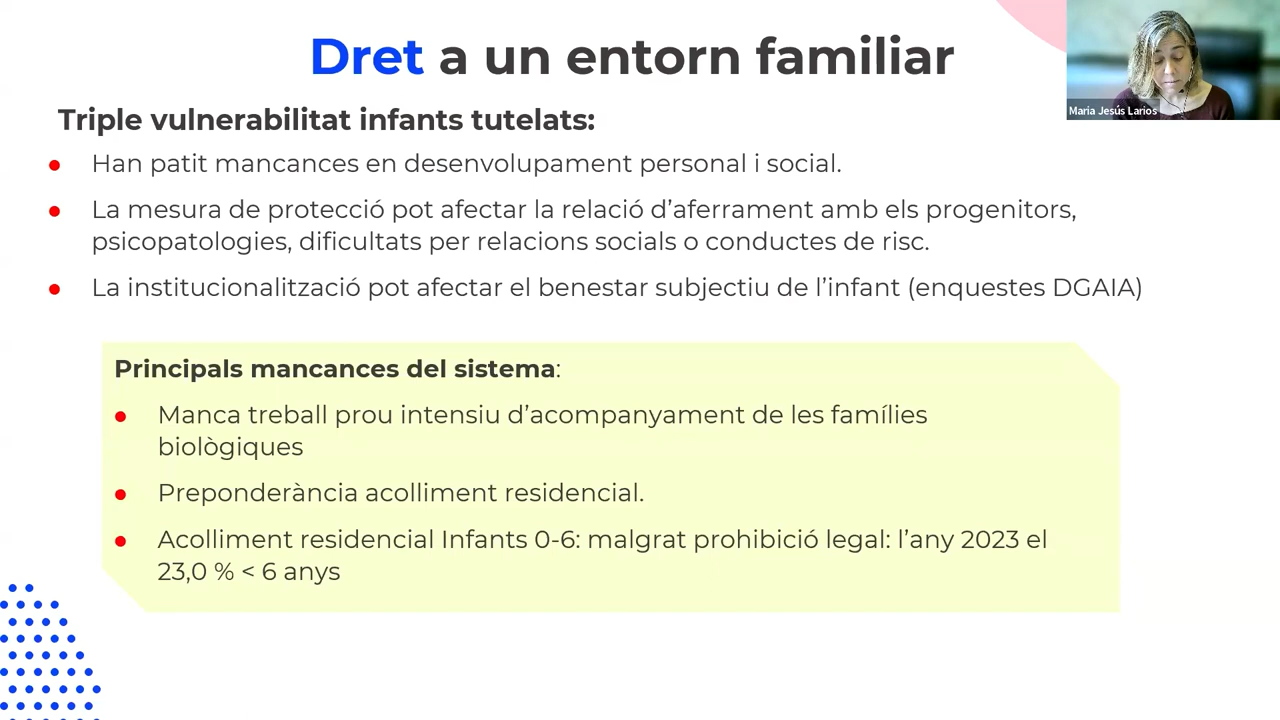 Dret a un entorn familiar
Maria Jesús Larios
Triple vulnerabilitat infants tutelats:
Han patit mancances en desenvolupament personal i social.
La mesura de protecció pot afectar la relació d’aferrament amb els progenitors,
psicopatologies, dificultats per relacions socials o conductes de risc.
La institucionalització pot afectar el benestar subjectiu de l’infant (enquestes DGAIA)
Principals mancances del sistema:
Manca treball prou intensiu d’acompanyament de les famílies
biològiques
Preponderància acolliment residencial.
Acolliment residencial Infants 0-6: malgrat prohibició legal: l’any 2023 el
23,0 % < 6 anys